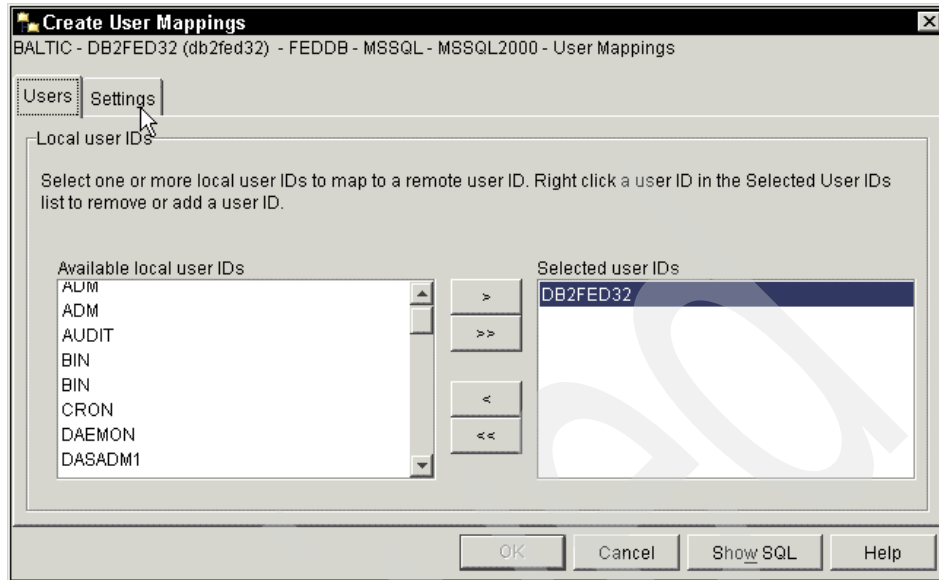 Create User Mappings
BALTIC - DB2FED32 (db2fed32) - FEDDB - MSSQL - MSSQL2000 - User Mappings
Users Settings
Local user IDs
Select one or more local user IDs to map to a remote user ID. Right click a user ID in the Selected User IDs
list to remove or add a user ID.
Available local user IDs
Selected user IDs
ADM
ADM
AUDIT
BIN
BIN
CRON
DAEMON
DASADM1
>
>>
<
<<
DB2FED32
OK Cancel Show SQL Help